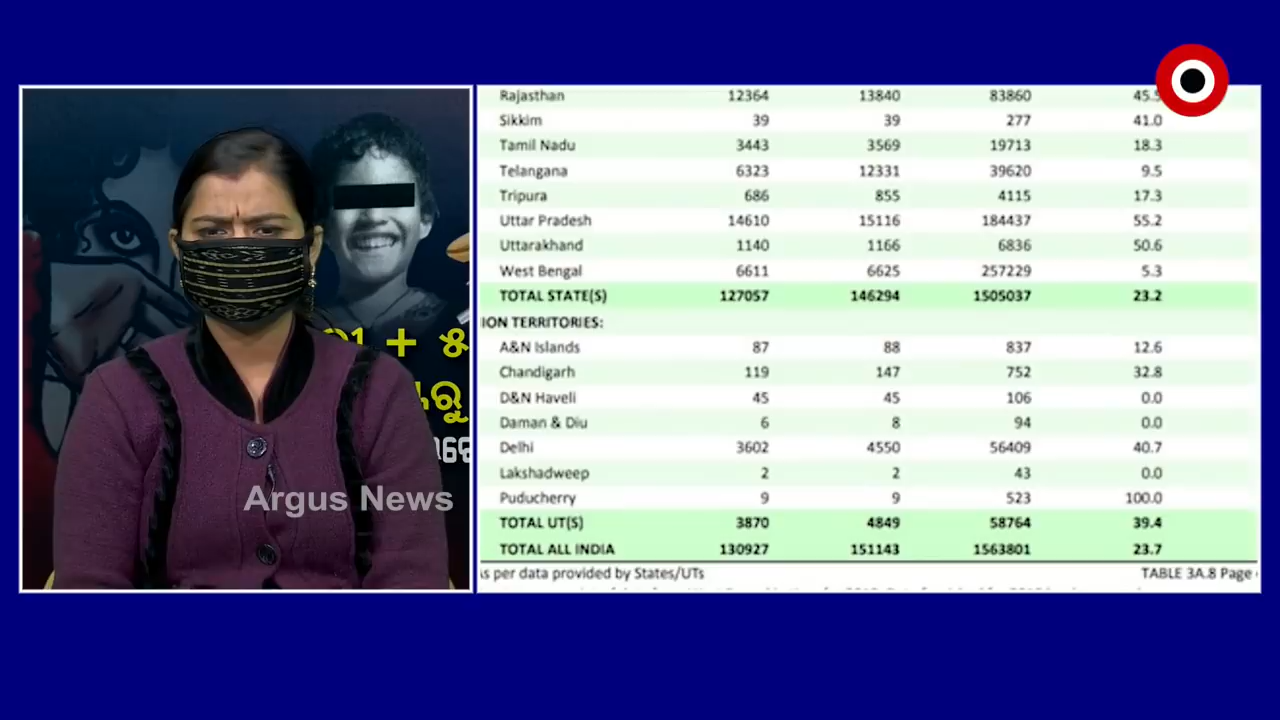 + ୫
Argus News
Rajasthan 12364 13840 83860 45.5
Sikkim 39 39 277 41.0
Tamil Nadu 3443 3569 19713 18.3
Telangana 6323 12331 39620 9.5
Tripura 686 855 4115 17.3
Uttar Pradesh 14610 15116 184437 55.2
Uttarakhand 1140 1166 6836 50.6
West Bengal 6611 6625 257229 5.3
TOTAL STATE(S) 127057 146294 1505037 23.2
ION TERRITORIES:
A&N Islands 87 88 837 12.6
Chandigarh 119 147 752 32.8
D&N Haveli 45 45 106 0.0
Daman & Diu 6 8 94 0.0
Delhi 3602 4550 56409 40.7
Lakshadweep 2 2 43 0.0
Puducherry 9 9 523 100.0
TOTAL UT(S) 3870 4849 58764 39.4
TOTAL ALL INDIA 130927 151143 1563801 23.7
As per data provided by States/UTs TABLE 3A.8 Page